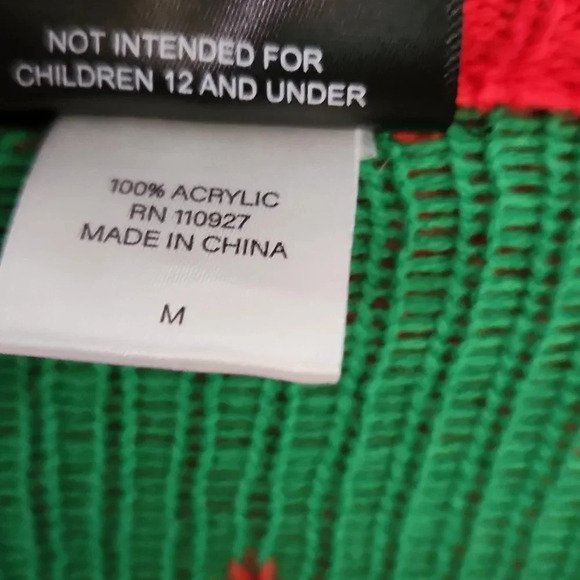 NOT INTENDED FOR
CHILDREN 12 AND UNDER
100% ACRYLIC
RN 110927
MADE IN CHINA
M